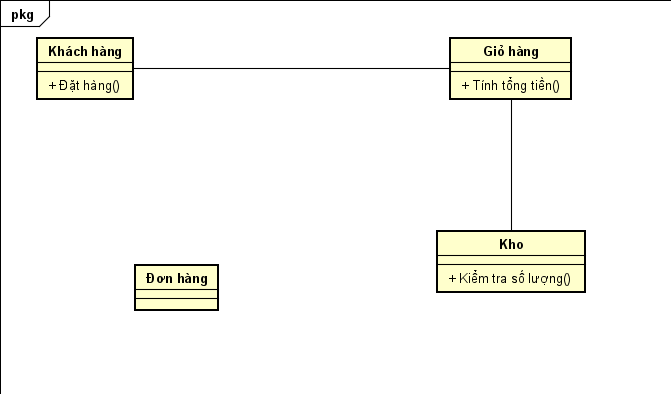 pkg
Khách hàng
+ Đặt hàng()
Giỏ hàng
+ Tính tổng tiền()
Kho
+ Kiểm tra số lượng()
Đơn hàng